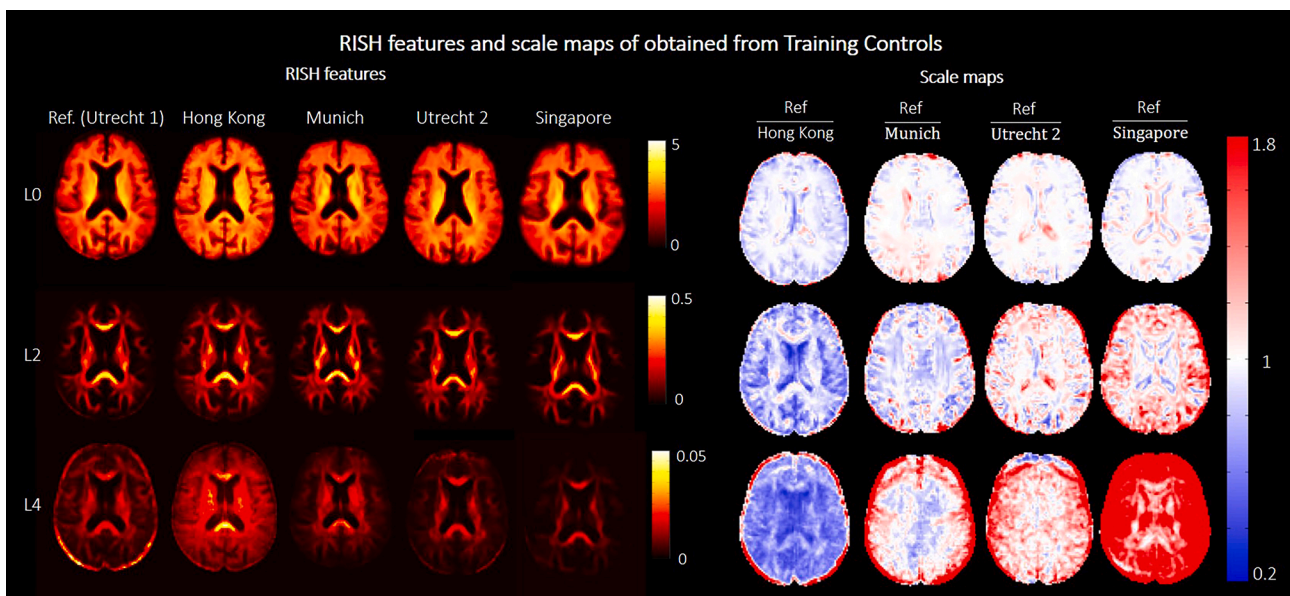 RISH features and scale maps of obtained from Training Controls
RISH features
Scale maps
Ref. (Utrecht 1)
Hong Kong
Munich
Utrecht 2
Singapore
Ref
Hong Kong
Ref
Munich
Ref
Utrecht 2
Ref
Singapore
L0
5
0
L2
0.5
0
L4
0.05
0
1.8
1
0.2